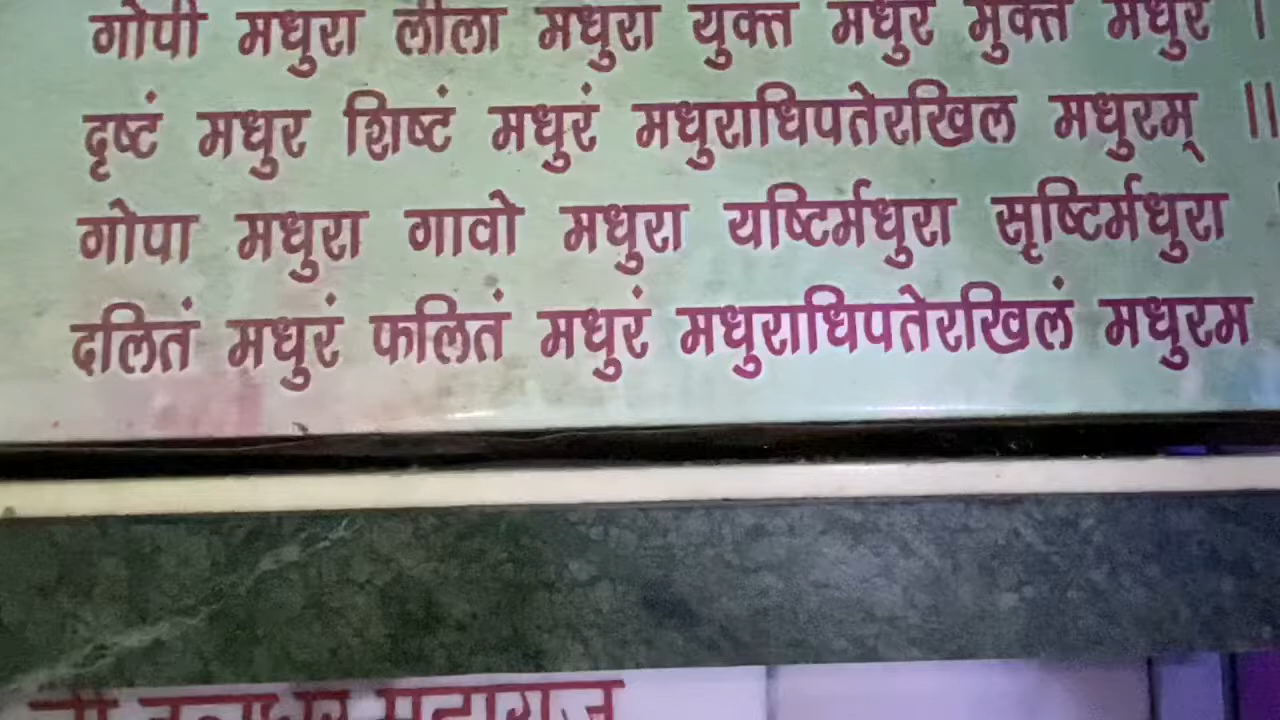 गोपी मधुरा लीला मधुरा युक्त मधुर मुक्त मधुर ।
दृष्टं मधुर शिष्टं मधुरं मधुराधिपतेरखिल मधुरम् ॥
गोपा मधुरा गावो मधुरा यष्टिर्मधुरा सृष्टिर्मधुरा
दलितं मधुरं फलितं मधुरं मधुराधिपतेरखिलं मधुरम
महाराज